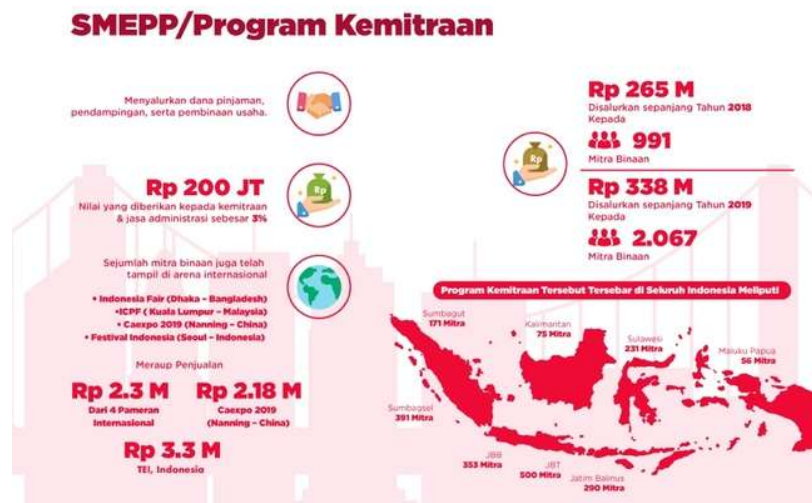 SMEPP/Program Kemitraan
Menyalurkan dana pinjaman,
pendampingan, serta pembinaan usaha.
Rp 200 JT
Nilai yang diberikan kepada kemitraan
& jasa administrasi sebesar 3%
Rp
Sejumlah mitra binaan juga telah
tampil di arena internasional
• Indonesia Fair (Dhaka – Bangladesh)
•ICPF ( Kuala Lumpur – Malaysia)
• Caexpo 2019 (Nanning – China)
• Festival Indonesia (Seoul – Indonesia)
Meraup Penjualan
Rp 2.3 M
Dari 4 Pameran
Internasional
Rp 2.18 M
Caexpo 2019
(Nanning – China)
Rp 3.3 M
TEI, Indonesia
Rp
Rp 265 M
Disalurkan sepanjang Tahun 2018
Kepada
991
Mitra Binaan
Rp 338 M
Disalurkan sepanjang Tahun 2019
Kepada
2.067
Mitra Binaan
Program Kemitraan Tersebut Tersebar di Seluruh Indonesia Meliputi
Sumbagut
171 Mitra
Kalimantan
75 Mitra
Sulawesi
231 Mitra
Maluku Papua
56 Mitra
Sumbagsel
391 Mitra
JBB
353 Mitra
JBT
500 Mitra
Jatim Balinus
290 Mitra